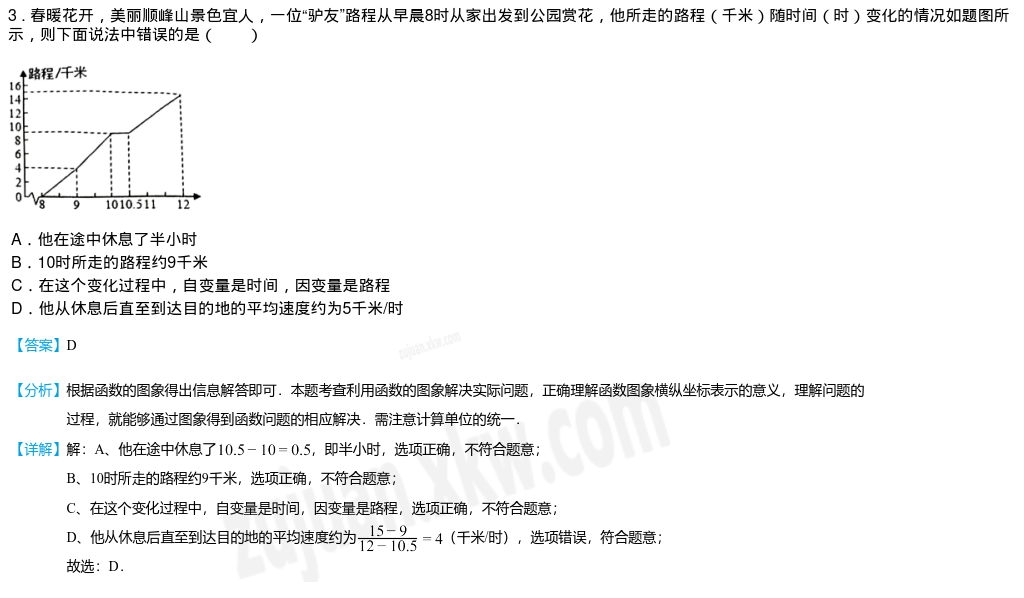 3．春暖花开，美丽顺峰山景色宜人，一位“驴友”路程从早晨8时从家出发到公园赏花，他所走的路程（千米）随时间（时）变化的情况如题图所
示，则下面说法中错误的是（　　）
路程/千米
16
14
12
10
8
6
4
2
0
8 9 10 10.5 11 12
A．他在途中休息了半小时
B．10时所走的路程约9千米
C．在这个变化过程中，自变量是时间，因变量是路程
D．他从休息后直至到达目的地的平均速度约为5千米/时
【答案】D
zujuan.xkw.com
【分析】根据函数的图象得出信息解答即可．本题考查利用函数的图象解决实际问题，正确理解函数图象横纵坐标表示的意义，理解问题的
过程，就能够通过图象得到函数问题的相应解决．需注意计算单位的统一．
【详解】解：A、他在途中休息了10.5－10＝0.5，即半小时，选项正确，不符合题意；
B、10时所走的路程约9千米，选项正确，不符合题意；
C、在这个变化过程中，自变量是时间，因变量是路程，选项正确，不符合题意；
D、他从休息后直至到达目的地的平均速度约为 15－9 / 12－10.5 ＝4（千米/时），选项错误，符合题意；
故选：D．
zujuan.xkw.com